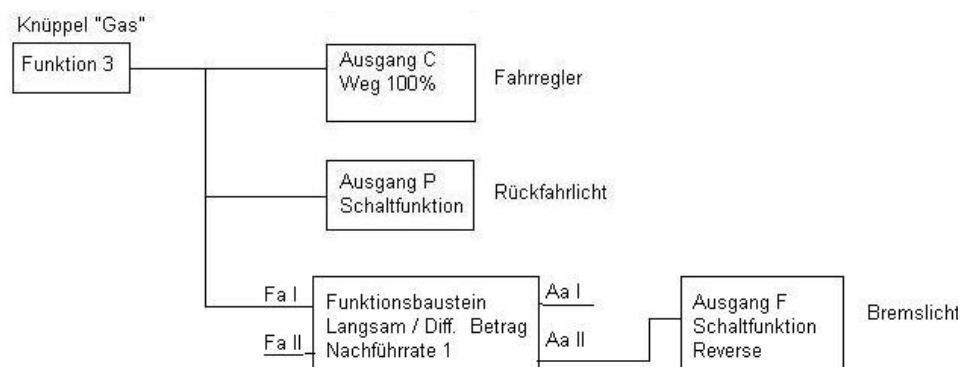 Knüppel "Gas"
Funktion 3
Ausgang C
Weg 100%
Fahrregler
Ausgang P
Schaltfunktion
Rückfahrlicht
Fa I
Fa II
Funktionsbaustein
Langsam / Diff. Betrag
Nachführrate 1
Aa I
Aa II
Ausgang F
Schaltfunktion
Reverse
Bremslicht